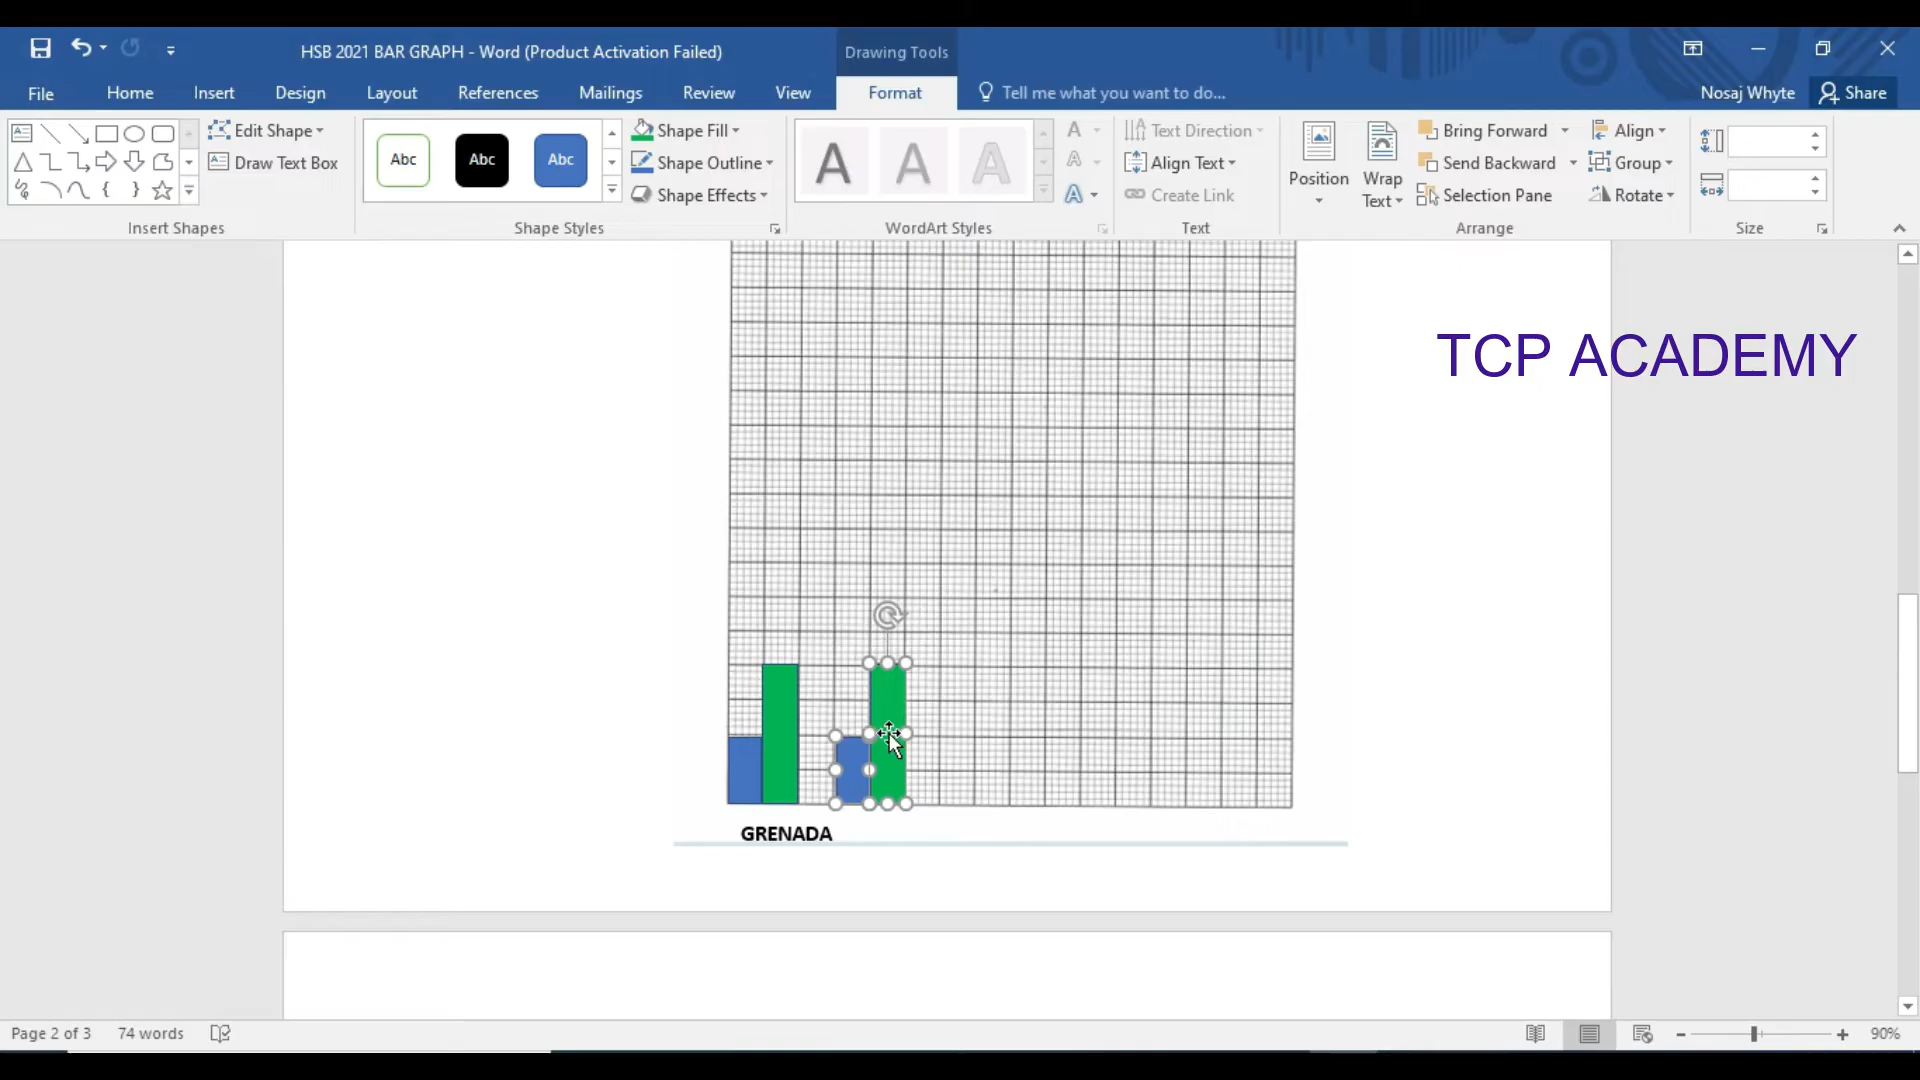 HSB 2021 BAR GRAPH - Word (Product Activation Failed)
Drawing Tools
File Home Insert Design Layout References Mailings Review View Format Tell me what you want to do... Nosaj Whyte Share
Edit Shape
Draw Text Box
Insert Shapes
Abc Abc Abc
Shape Fill
Shape Outline
Shape Effects
Shape Styles
A A A
A
A
A
WordArt Styles
Text Direction
Align Text
Create Link
Text
Position
Wrap
Text
Bring Forward
Send Backward
Selection Pane
Align
Group
Rotate
Arrange
Size
TCP ACADEMY
GRENADA
Page 2 of 3 74 words 90%